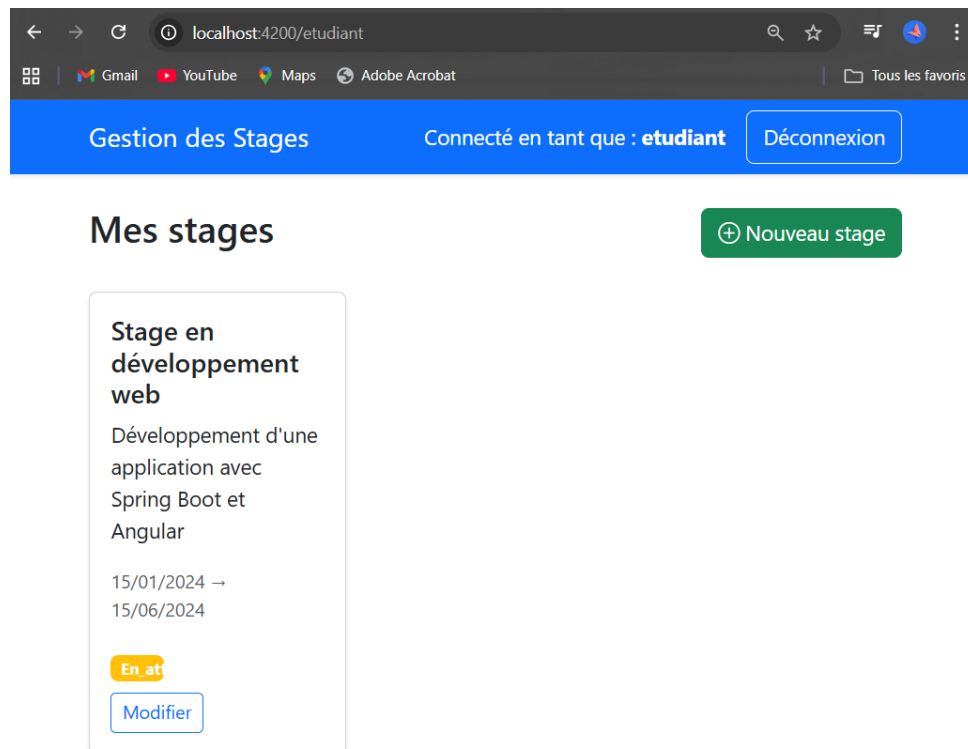 localhost:4200/etudiant
Gmail YouTube Maps Adobe Acrobat Tous les favoris
Gestion des Stages Connecté en tant que : etudiant Déconnexion
Mes stages Nouveau stage
Stage en
développement
web
Développement d'une
application avec
Spring Boot et
Angular
15/01/2024 →
15/06/2024
En_att
Modifier